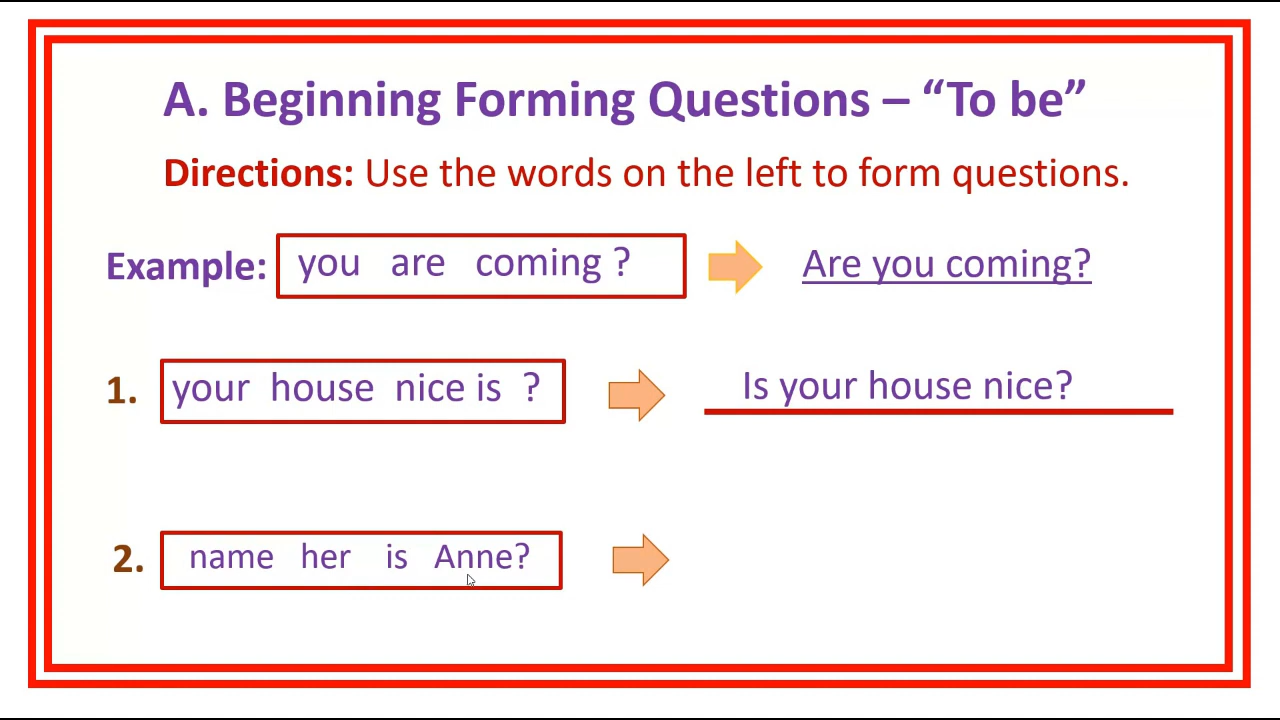 A. Beginning Forming Questions – “To be”
Directions: Use the words on the left to form questions.
Example: you are coming ? Are you coming?
1. your house nice is ? Is your house nice?
2. name her is Anne?